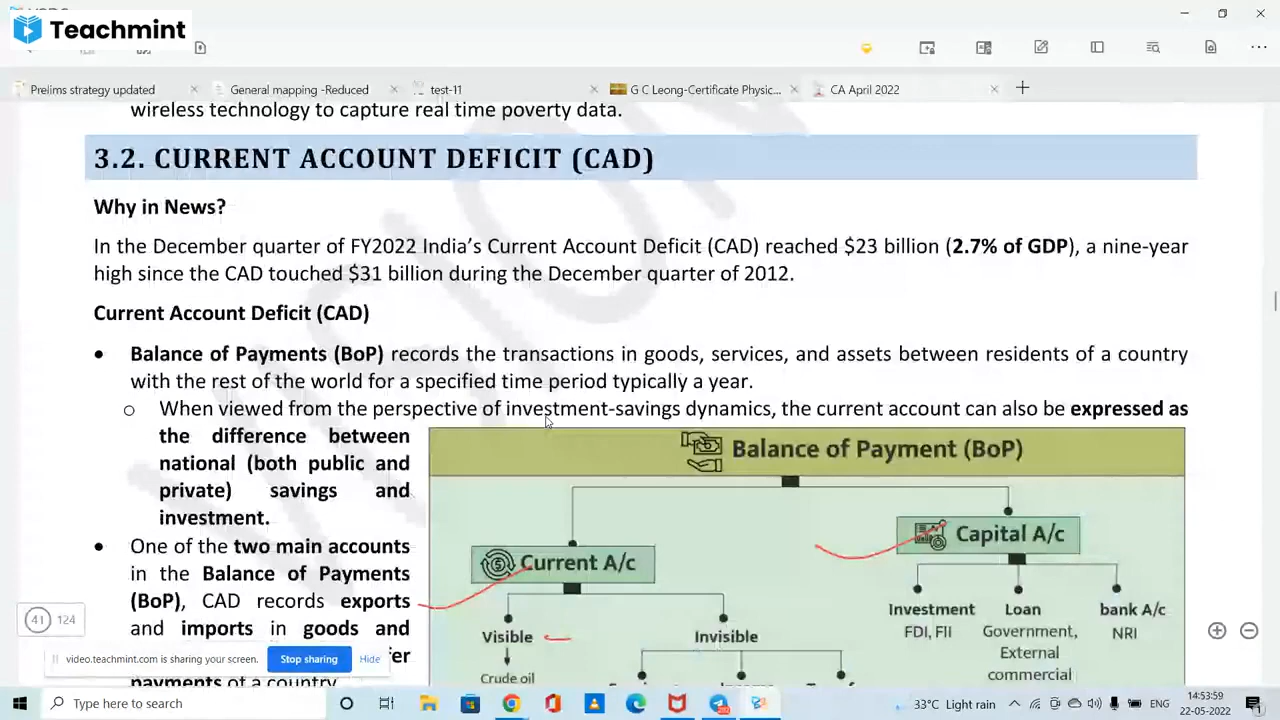 Teachmint
Prelims strategy updated
General mapping -Reduced
test-11
G C Leong-Certificate Physic...
CA April 2022
wireless technology to capture real time poverty data.
3.2. CURRENT ACCOUNT DEFICIT (CAD)
Why in News?
In the December quarter of FY2022 India's Current Account Deficit (CAD) reached $23 billion (2.7% of GDP), a nine-year
high since the CAD touched $31 billion during the December quarter of 2012.
Current Account Deficit (CAD)
• Balance of Payments (BoP) records the transactions in goods, services, and assets between residents of a country
with the rest of the world for a specified time period typically a year.
o When viewed from the perspective of investment-savings dynamics, the current account can also be expressed as
the difference between
national (both public and
private) savings and
investment.
• One of the two main accounts
in the Balance of Payments
(BoP), CAD records exports
and imports in goods and
fer
payments of a country
Balance of Payment (BoP)
Current A/c
Capital A/c
Visible
Invisible
Crude oil
Investment
FDI, FII
Loan
Government,
External
commercial
bank A/c
NRI
41 124
video.teachmint.com is sharing your screen.
Stop sharing
Hide
Type here to search
33°C Light rain
ENG
14:53:59
22-05-2022